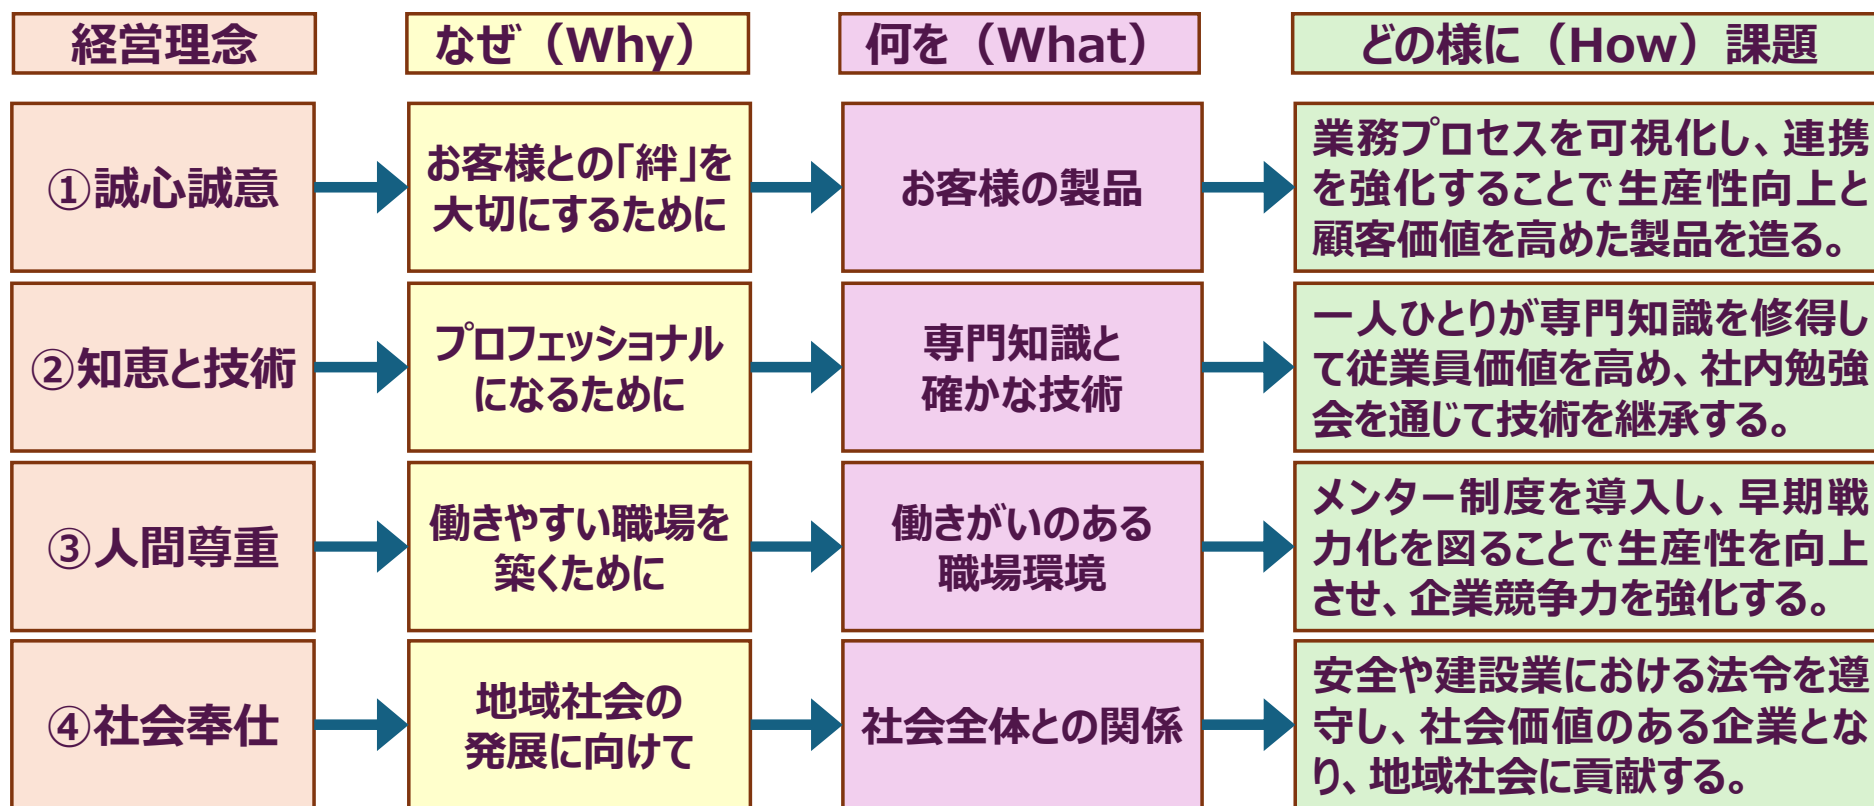 経営理念
なぜ（Why）
何を（What）
どの様に（How）課題
①誠心誠意
お客様との「絆」を
大切にするために
お客様の製品
業務プロセスを可視化し、連携
を強化することで生産性向上と
顧客価値を高めた製品を造る。
②知恵と技術
プロフェッショナル
になるために
専門知識と
確かな技術
一人ひとりが専門知識を修得し
て従業員価値を高め、社内勉強
会を通じて技術を継承する。
③人間尊重
働きやすい職場を
築くために
働きがいのある
職場環境
メンター制度を導入し、早期戦
力化を図ることで生産性を向上
させ、企業競争力を強化する。
④社会奉仕
地域社会の
発展に向けて
社会全体との関係
安全や建設業における法令を遵
守し、社会価値のある企業とな
り、地域社会に貢献する。